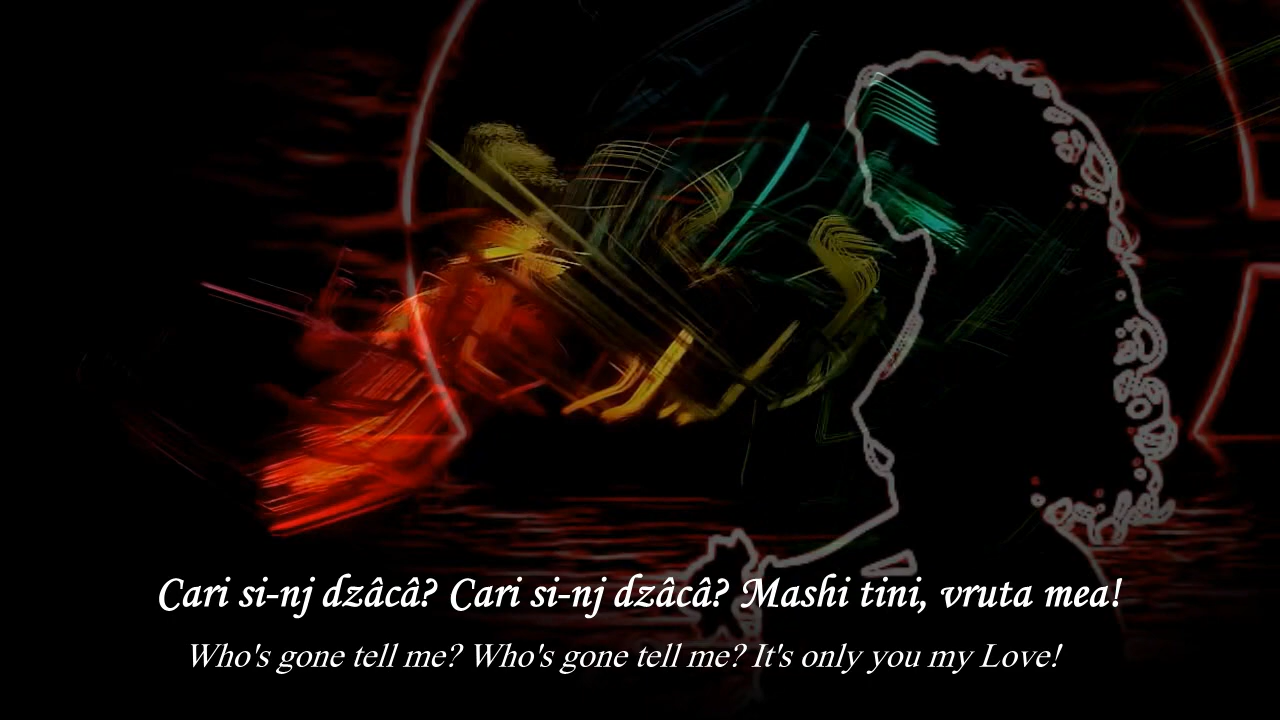 Cari si-nj dzâcâ? Cari si-nj dzâcâ? Mashi tini, vruta mea!
Who's gone tell me? Who's gone tell me? It's only you my Love!